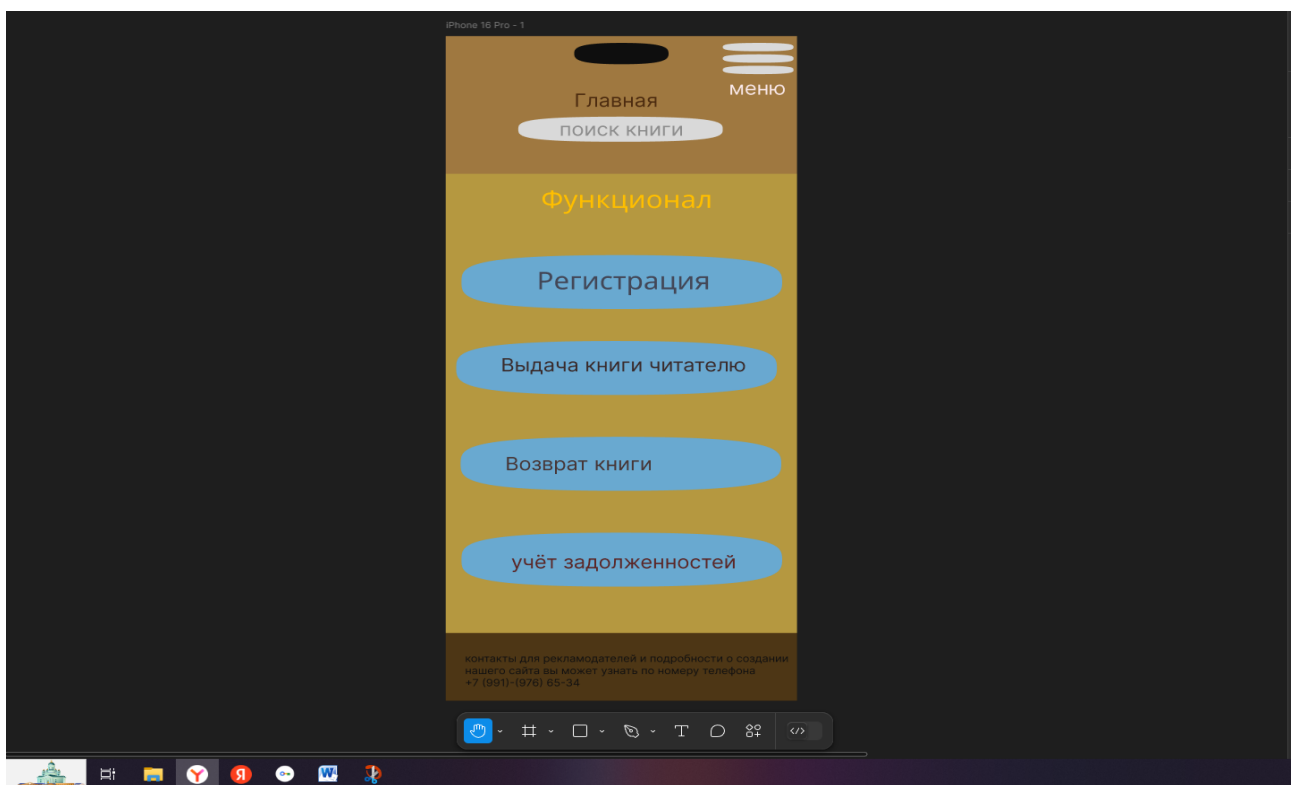 iPhone 16 Pro - 1
меню
Главная
поиск книги
Функционал
Регистрация
Выдача книги читателю
Возврат книги
учёт задолженностей
контакты для рекламодателей и подробности о создании
нашего сайта вы может узнать по номеру телефона
+7 (991)-(976) 65-34